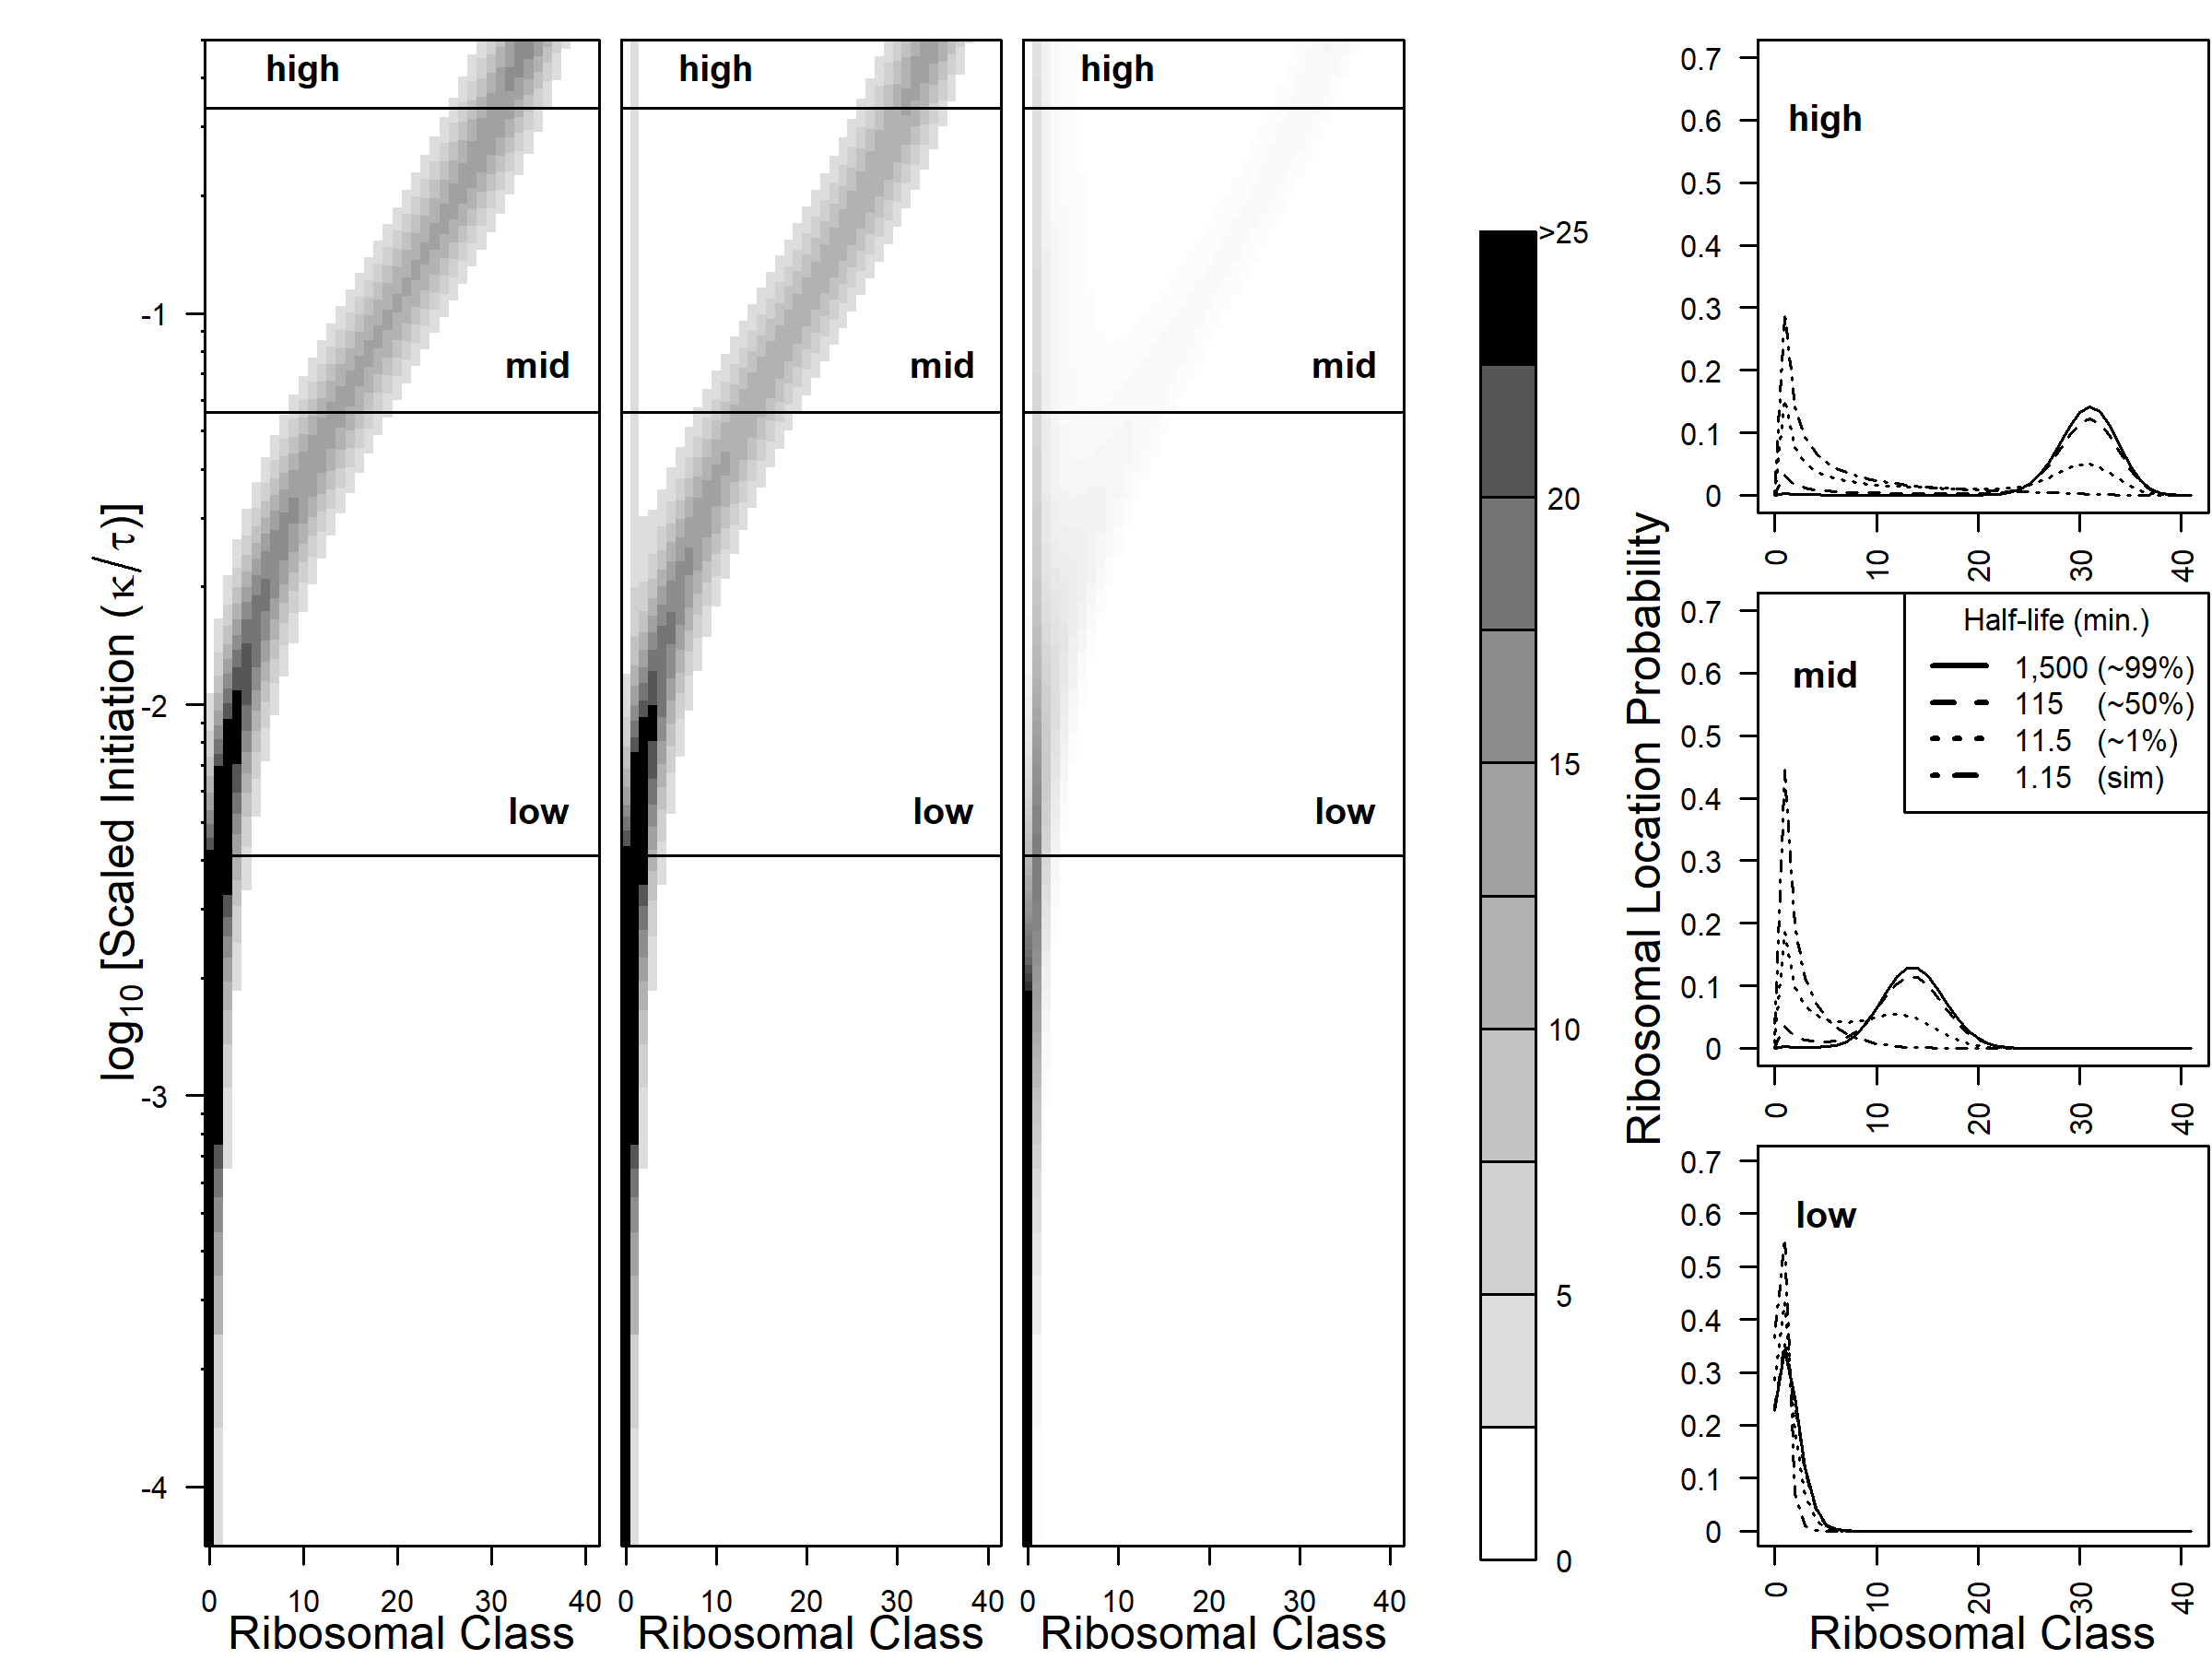 log10 [Scaled Initiation (κ/τ)]
-1
-2
-3
-4
high
mid
low
0 10 20 30 40
Ribosomal Class
high
mid
low
0 10 20 30 40
Ribosomal Class
high
mid
low
0 10 20 30 40
Ribosomal Class
>25
20
15
10
5
0
Ribosomal Location Probability
high
0.7
0.6
0.5
0.4
0.3
0.2
0.1
0
0 10 20 30 40
mid
Half-life (min.)
1,500 (~99%)
115 (~50%)
11.5 (~1%)
1.15 (sim)
0.7
0.6
0.5
0.4
0.3
0.2
0.1
0
0 10 20 30 40
low
0.7
0.6
0.5
0.4
0.3
0.2
0.1
0
0 10 20 30 40
Ribosomal Class